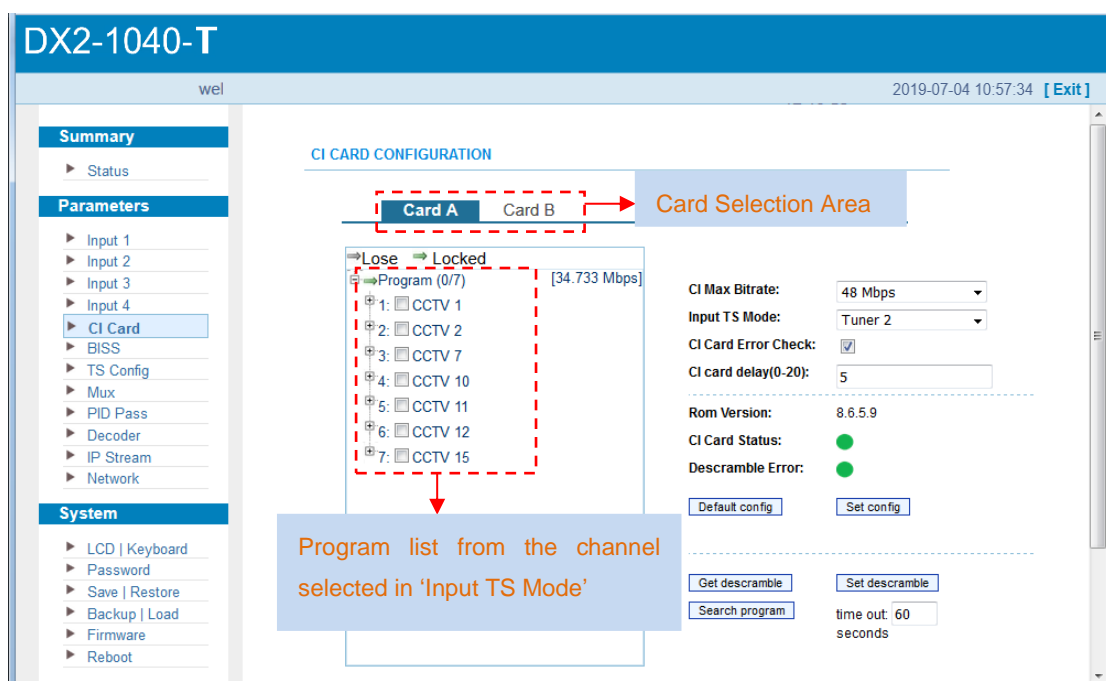 DX2-1040-T
wel
2019-07-04 10:57:34 [ Exit ]
Summary
Status
Parameters
Input 1
Input 2
Input 3
Input 4
CI Card
BISS
TS Config
Mux
PID Pass
Decoder
IP Stream
Network
System
LCD | Keyboard
Password
Save | Restore
Backup | Load
Firmware
Reboot
CI CARD CONFIGURATION
Card A Card B
Card Selection Area
Lose Locked
Program (0/7) [34.733 Mbps]
1: CCTV 1
2: CCTV 2
3: CCTV 7
4: CCTV 10
5: CCTV 11
6: CCTV 12
7: CCTV 15
Program list from the channel
selected in ‘Input TS Mode’
CI Max Bitrate: 48 Mbps
Input TS Mode: Tuner 2
CI Card Error Check:
CI card delay(0-20): 5
Rom Version: 8.6.5.9
CI Card Status:
Descramble Error:
Default config Set config
Get descramble Set descramble
Search program time out: 60
seconds